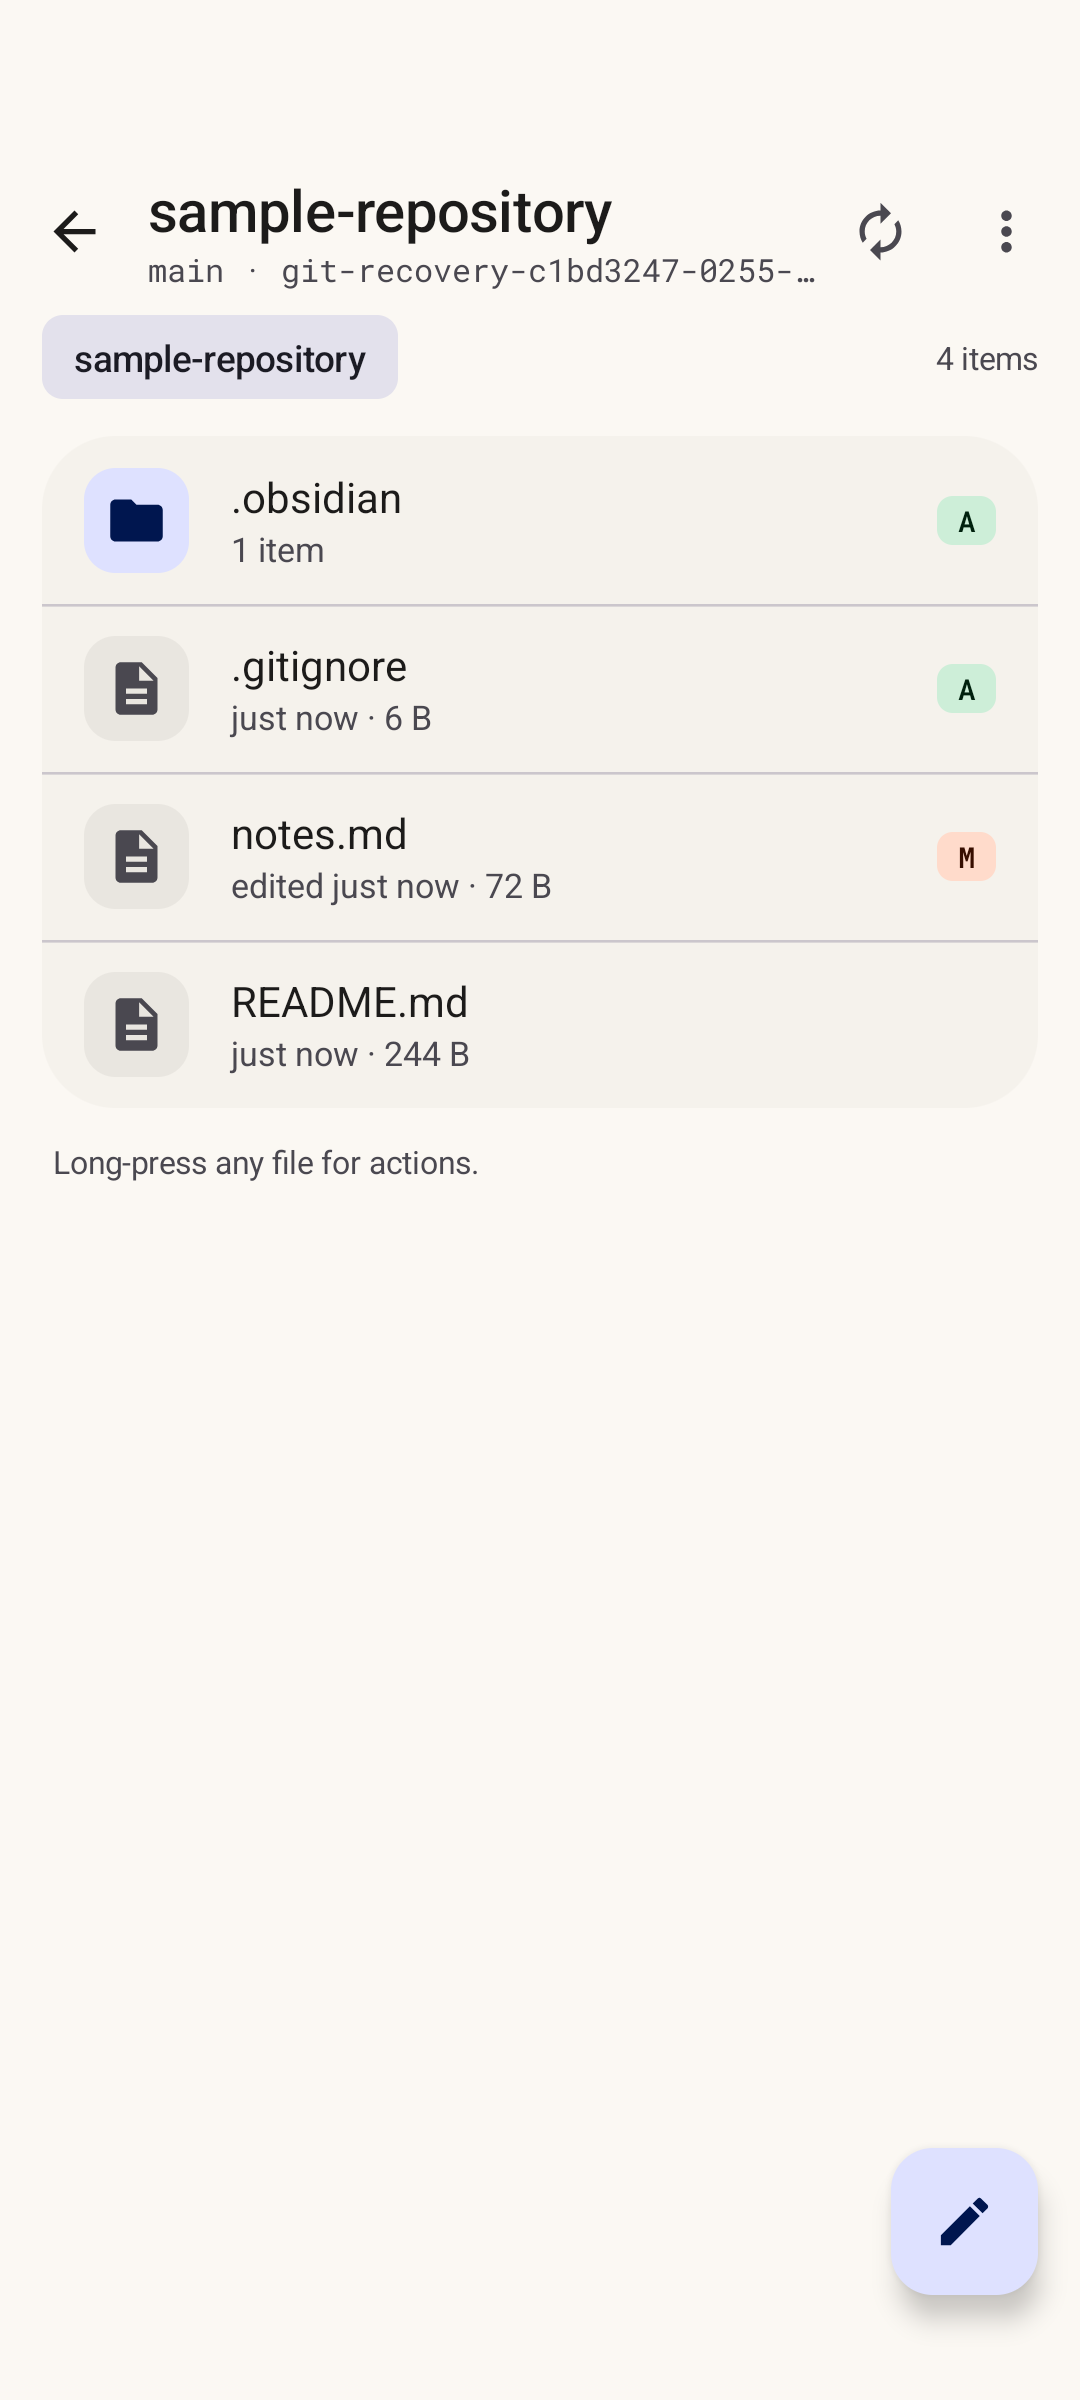 sample-repository
main · git-recovery-c1bd3247-0255-…
sample-repository
4 items
.obsidian
1 item
A
.gitignore
just now · 6 B
A
notes.md
edited just now · 72 B
M
README.md
just now · 244 B
Long-press any file for actions.